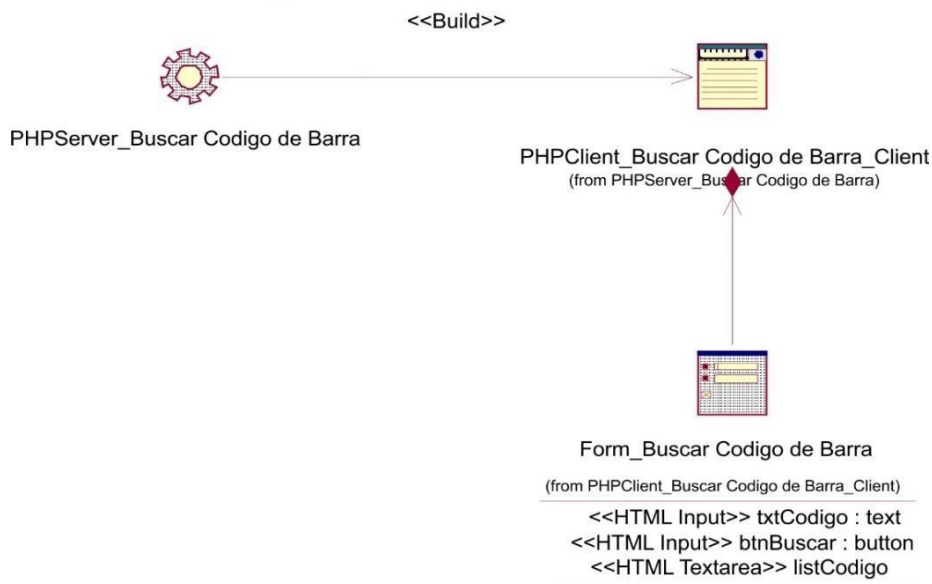 <<Build>>
PHPServer_Buscar Codigo de Barra
PHPClient_Buscar Codigo de Barra_Client
(from PHPServer_Buscar Codigo de Barra)
Form_Buscar Codigo de Barra
(from PHPClient_Buscar Codigo de Barra_Client)
<<HTML Input>> txtCodigo : text
<<HTML Input>> btnBuscar : button
<<HTML Textarea>> listCodigo